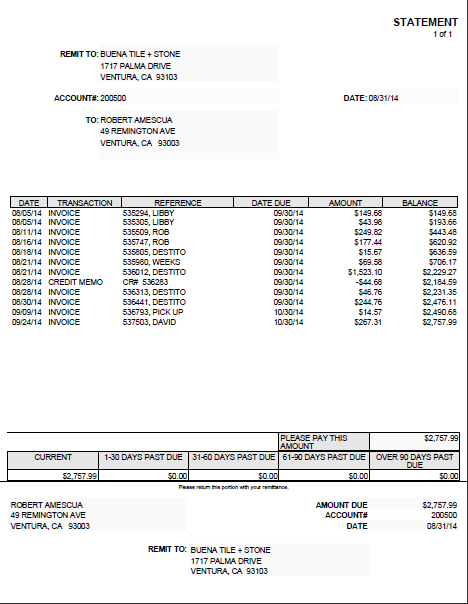 STATEMENT
1 of 1
REMIT TO: BUENA TILE + STONE
1717 PALMA DRIVE
VENTURA, CA 93103
ACCOUNT#: 200500 DATE: 08/31/14
TO: ROBERT AMESCUA
49 REMINGTON AVE
VENTURA, CA 93003
DATE TRANSACTION REFERENCE DATE DUE AMOUNT BALANCE
08/05/14 INVOICE 535294, LIBBY 09/30/14 $149.68 $149.68
08/05/14 INVOICE 535305, LIBBY 09/30/14 $43.98 $193.66
08/11/14 INVOICE 535509, ROB 09/30/14 $249.82 $443.48
08/16/14 INVOICE 535747, ROB 09/30/14 $177.44 $620.92
08/18/14 INVOICE 535805, DESTITO 09/30/14 $15.67 $636.59
08/21/14 INVOICE 535980, WEEKS 09/30/14 $69.58 $706.17
08/21/14 INVOICE 536012, DESTITO 09/30/14 $1,523.10 $2,229.27
08/28/14 CREDIT MEMO CR# 536283 09/30/14 -$44.68 $2,184.59
08/28/14 INVOICE 536313, DESTITO 09/30/14 $46.76 $2,231.35
08/30/14 INVOICE 536441, DESTITO 09/30/14 $244.76 $2,476.11
09/09/14 INVOICE 536793, PICK UP 10/30/14 $14.57 $2,490.68
09/24/14 INVOICE 537503, DAVID 10/30/14 $267.31 $2,757.99
PLEASE PAY THIS AMOUNT $2,757.99
CURRENT 1-30 DAYS PAST DUE 31-60 DAYS PAST DUE 61-90 DAYS PAST DUE OVER 90 DAYS PAST DUE
$2,757.99 $0.00 $0.00 $0.00 $0.00
Please return this portion with your remittance.
ROBERT AMESCUA AMOUNT DUE $2,757.99
49 REMINGTON AVE ACCOUNT# 200500
VENTURA, CA 93003 DATE 08/31/14
REMIT TO: BUENA TILE + STONE
1717 PALMA DRIVE
VENTURA, CA 93103